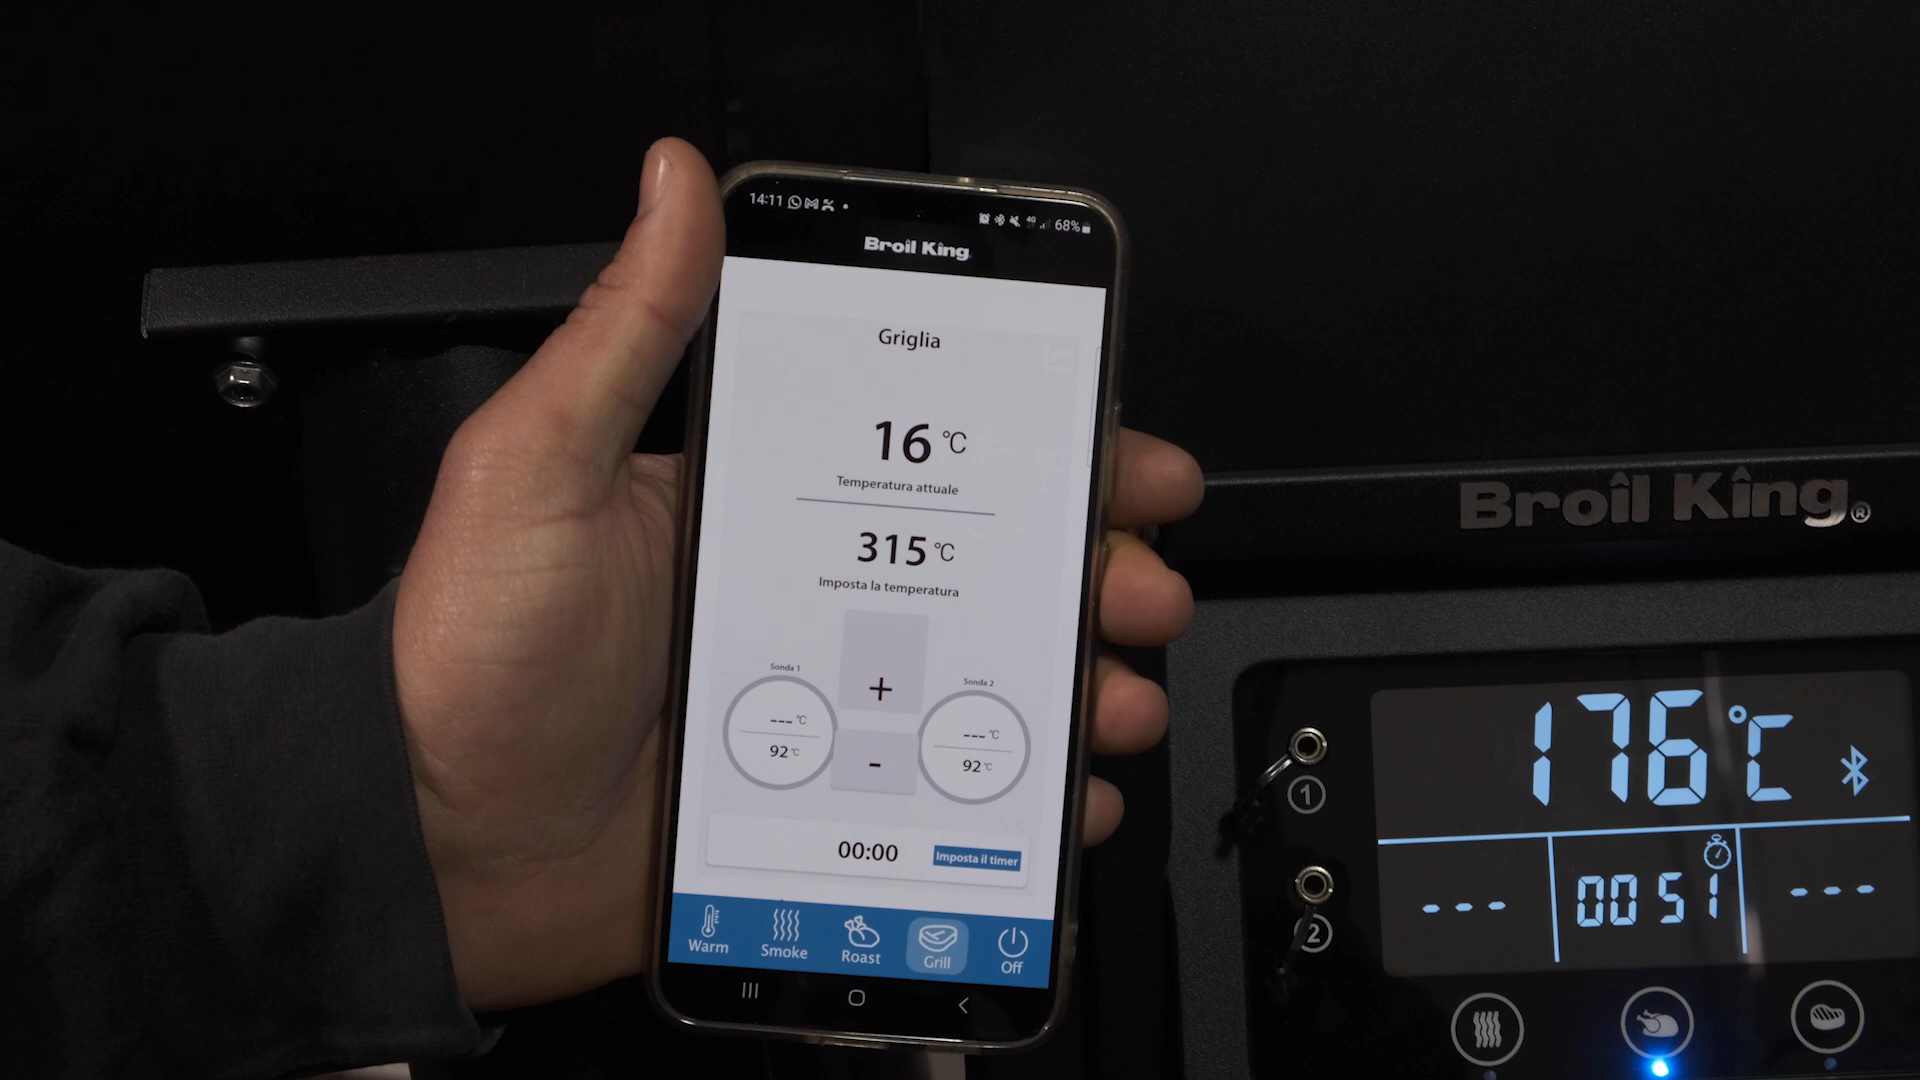 14:11
68%
Broil King
Griglia
16 °C
Temperatura attuale
315 °C
Imposta la temperatura
+
Sonda 1
--- °C
92 °C
Sonda 2
--- °C
92 °C
-
00:00
Imposta il timer
Warm
Smoke
Roast
Grill
Off
Broil King®
176 °C
1
2
---
00 51
---